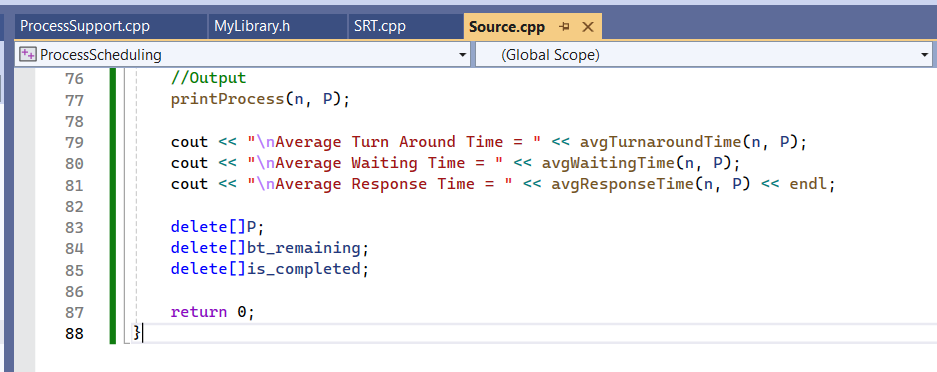 ProcessSupport.cpp MyLibrary.h SRT.cpp Source.cpp
ProcessScheduling (Global Scope)
76 //Output
77 printProcess(n, P);
78
79 cout << "\nAverage Turn Around Time = " << avgTurnaroundTime(n, P);
80 cout << "\nAverage Waiting Time = " << avgWaitingTime(n, P);
81 cout << "\nAverage Response Time = " << avgResponseTime(n, P) << endl;
82
83 delete[]P;
84 delete[]bt_remaining;
85 delete[]is_completed;
86
87 return 0;
88 }